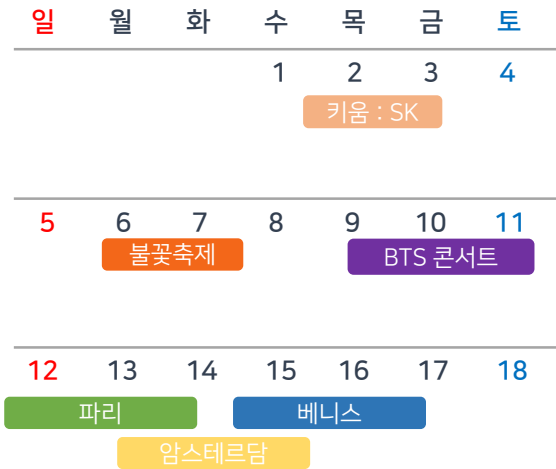 일 월 화 수 목 금 토
1 2 3 4
키움 : SK
5 6 7 8 9 10 11
불꽃축제 BTS 콘서트
12 13 14 15 16 17 18
파리 베니스
암스테르담